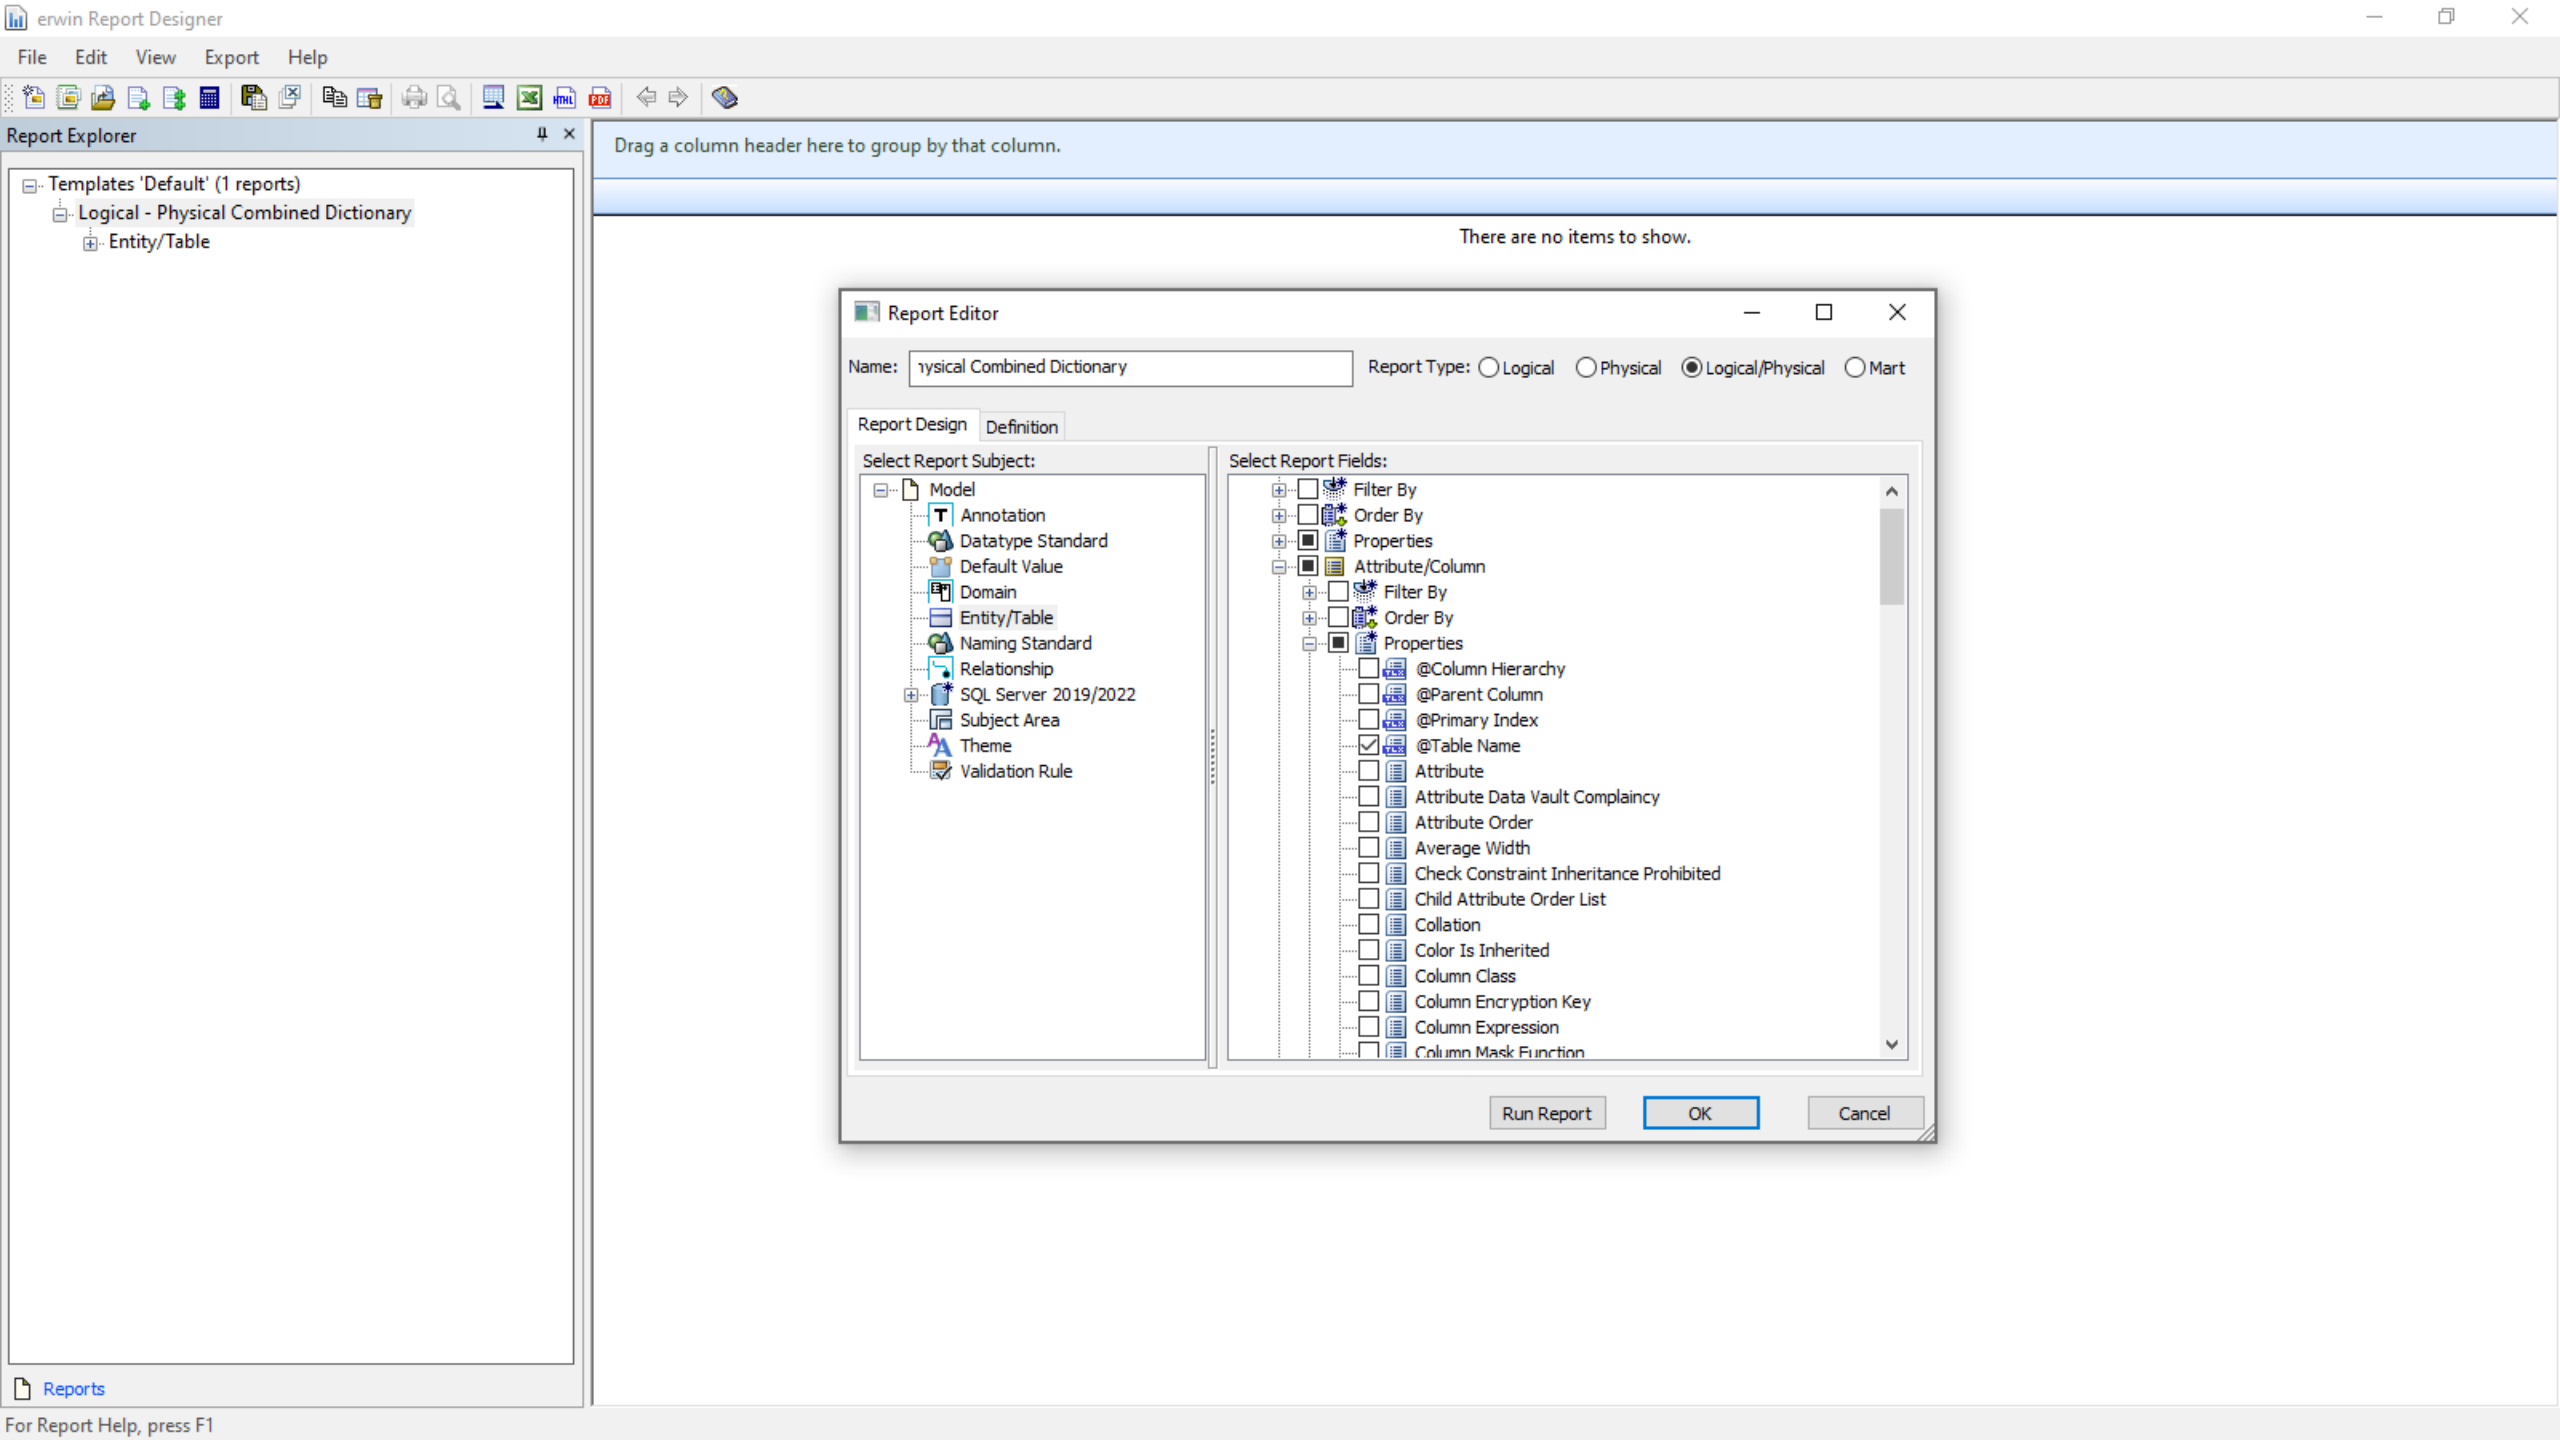 erwin Report Designer
File Edit View Export Help
Report Explorer
Templates 'Default' (1 reports)
Logical - Physical Combined Dictionary
Entity/Table
Reports
For Report Help, press F1
Drag a column header here to group by that column.
There are no items to show.
Report Editor
Name: ysical Combined Dictionary Report Type: Logical Physical Logical/Physical Mart
Report Design Definition
Select Report Subject:
Model
Annotation
Datatype Standard
Default Value
Domain
Entity/Table
Naming Standard
Relationship
SQL Server 2019/2022
Subject Area
Theme
Validation Rule
Select Report Fields:
Filter By
Order By
Properties
Attribute/Column
Filter By
Order By
Properties
@Column Hierarchy
@Parent Column
@Primary Index
@Table Name
Attribute
Attribute Data Vault Complaincy
Attribute Order
Average Width
Check Constraint Inheritance Prohibited
Child Attribute Order List
Collation
Color Is Inherited
Column Class
Column Encryption Key
Column Expression
Column Mask Function
Run Report OK Cancel